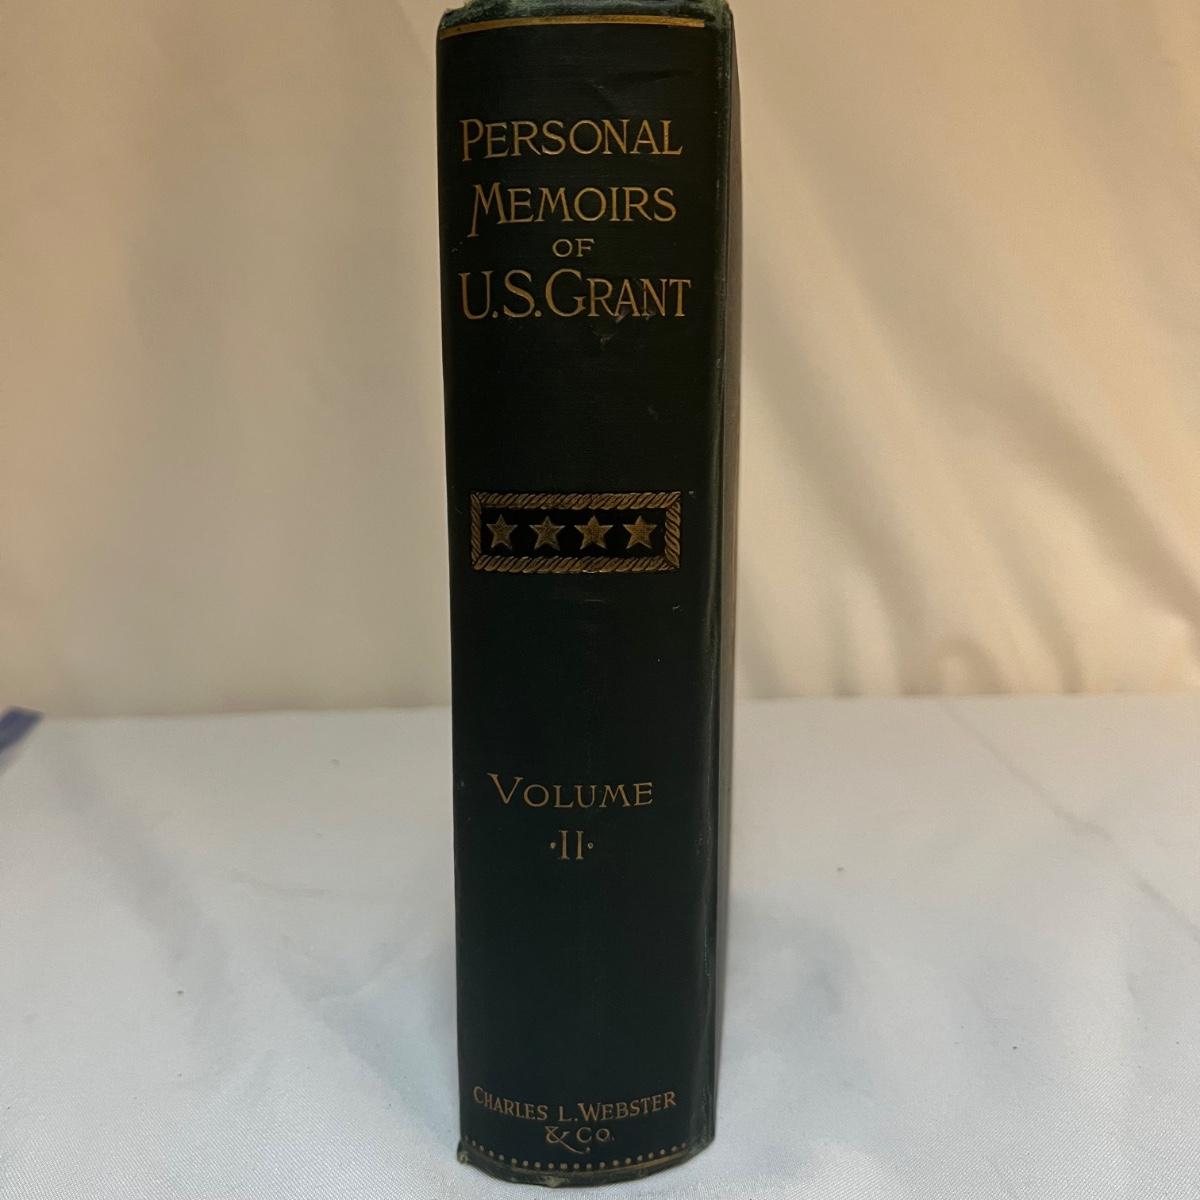 PERSONAL
MEMOIRS
OF
U.S. GRANT
VOLUME
·II·
CHARLES L. WEBSTER
& CO.